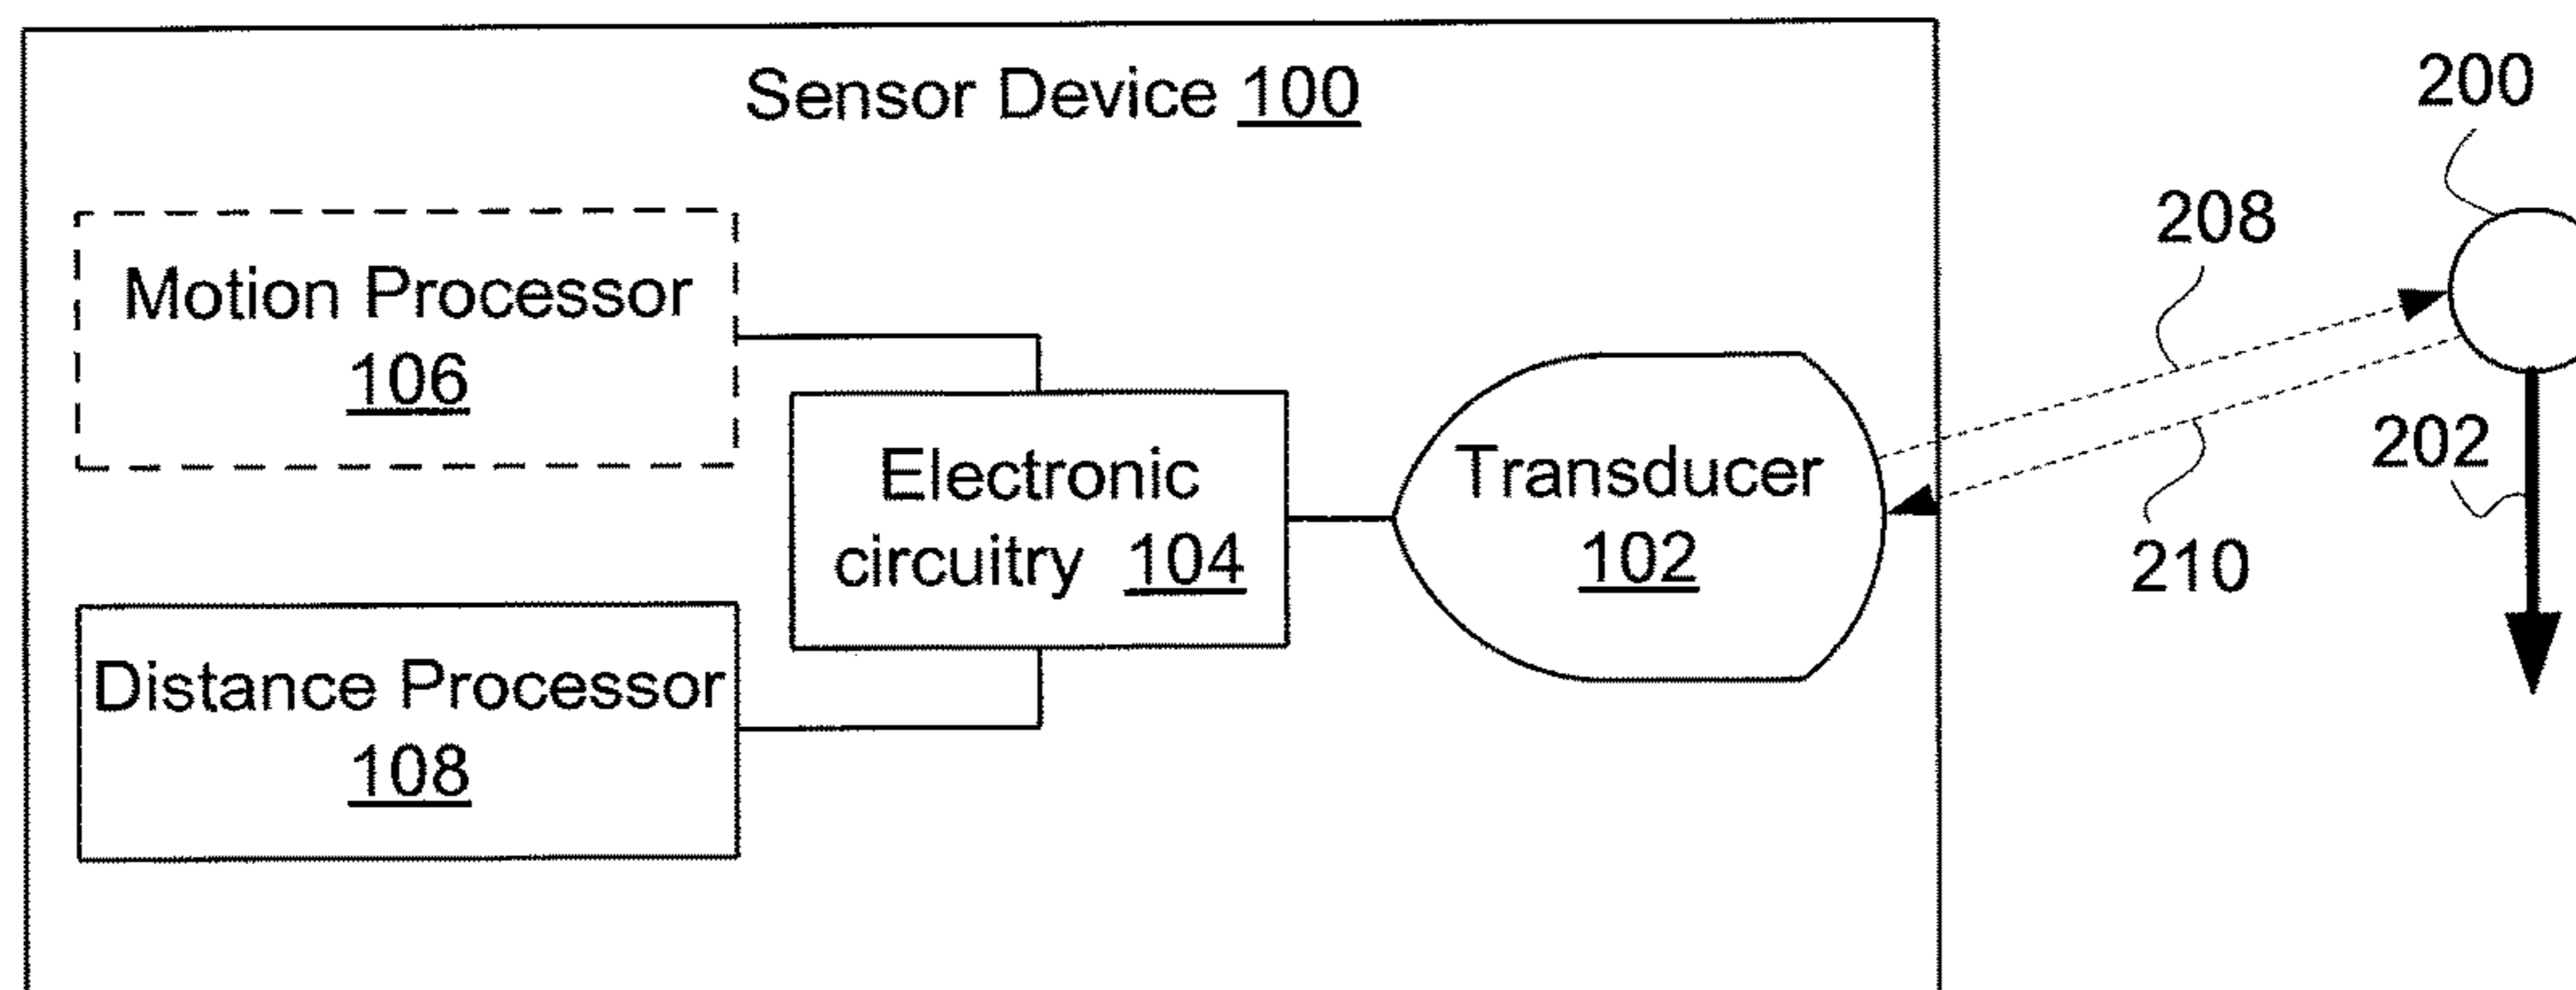 Sensor Device 100
200
208
Motion Processor
106
202
Electronic
circuitry 104
Transducer
102
210
Distance Processor
108